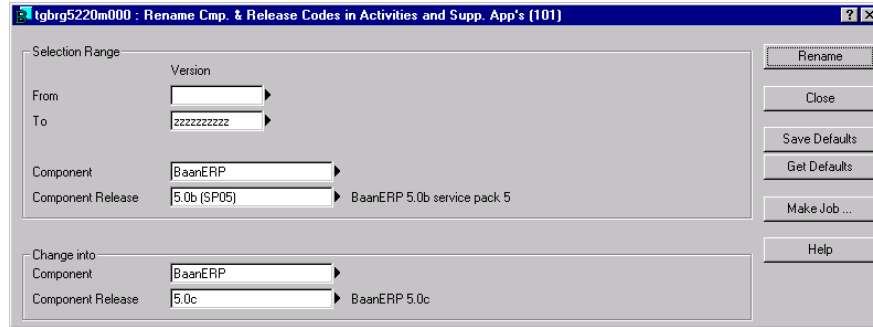 tgbrg5220m000 : Rename Cmp. & Release Codes in Activities and Supp. App's (101)
Selection Range
Version
From
To zzzzzzzzzz
Component BaanERP
Component Release 5.0b (SP05) BaanERP 5.0b service pack 5
Change into
Component BaanERP
Component Release 5.0c BaanERP 5.0c
Rename
Close
Save Defaults
Get Defaults
Make Job ...
Help